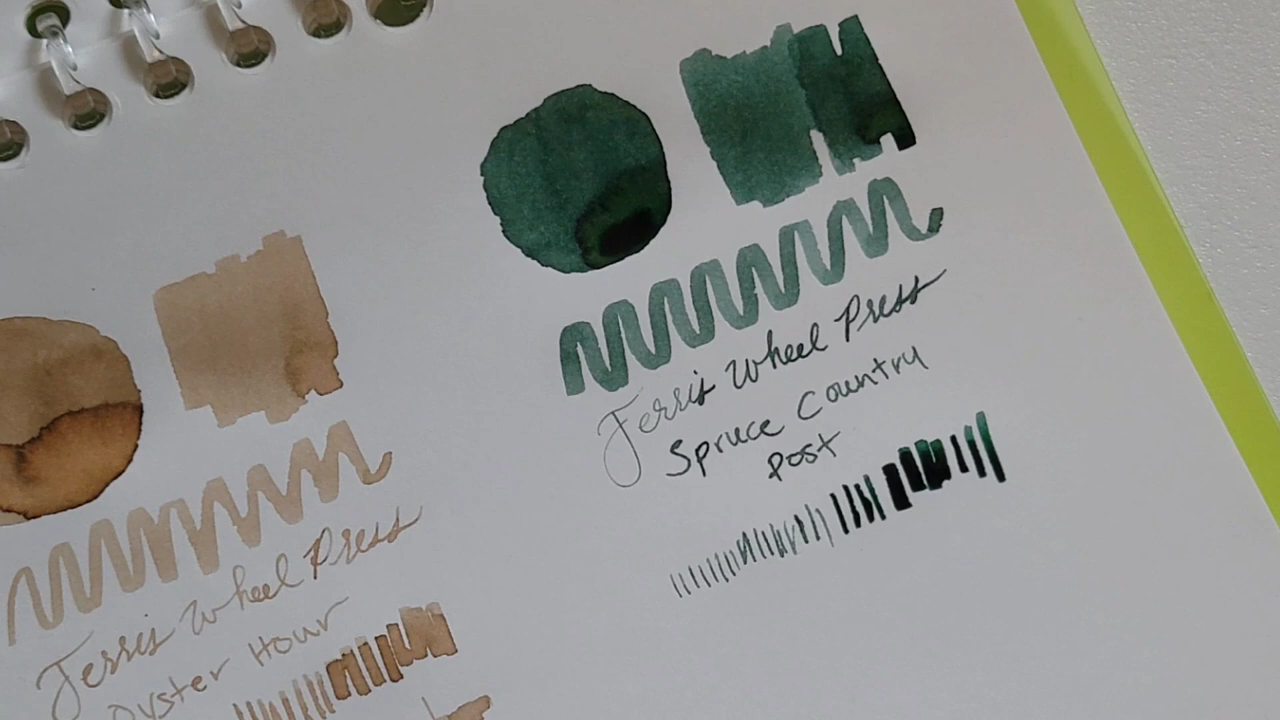 Ferris Wheel Press
Spruce Country
Post
Ferris Wheel Press
Oyster Hour